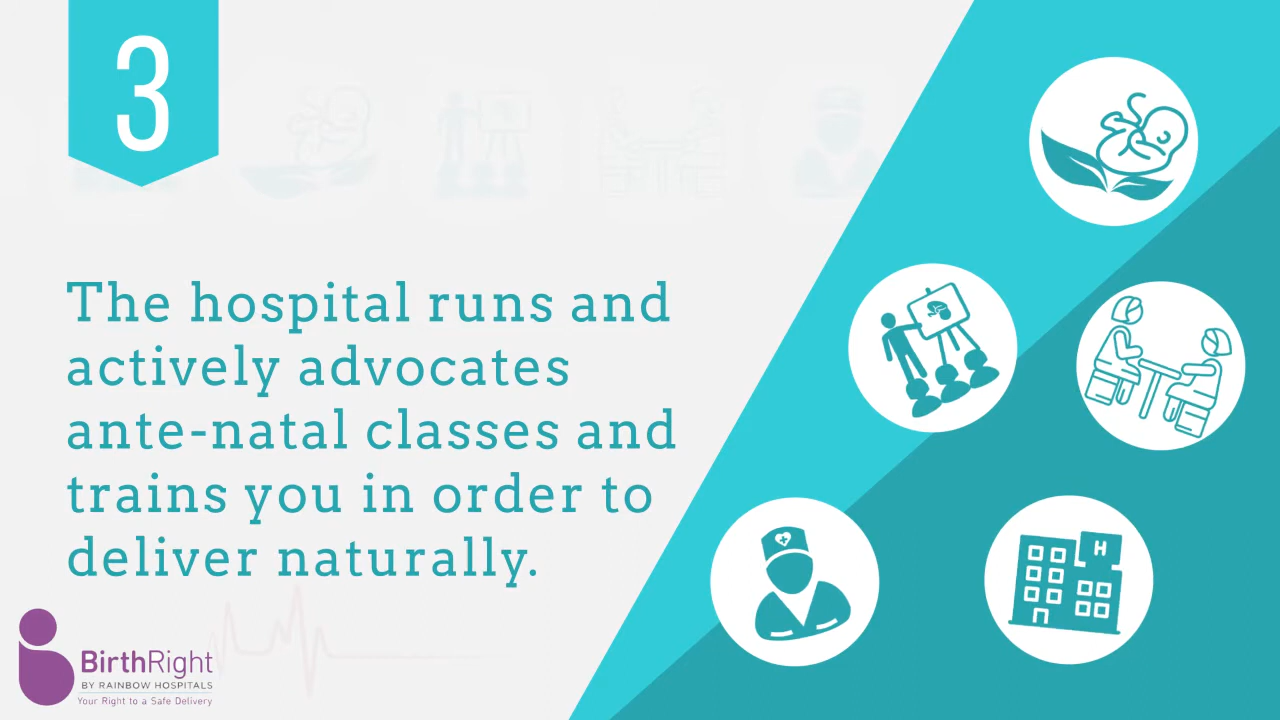 3
The hospital runs and
actively advocates
ante-natal classes and
trains you in order to
deliver naturally.
BirthRight
BY RAINBOW HOSPITALS
Your Right to a Safe Delivery
H